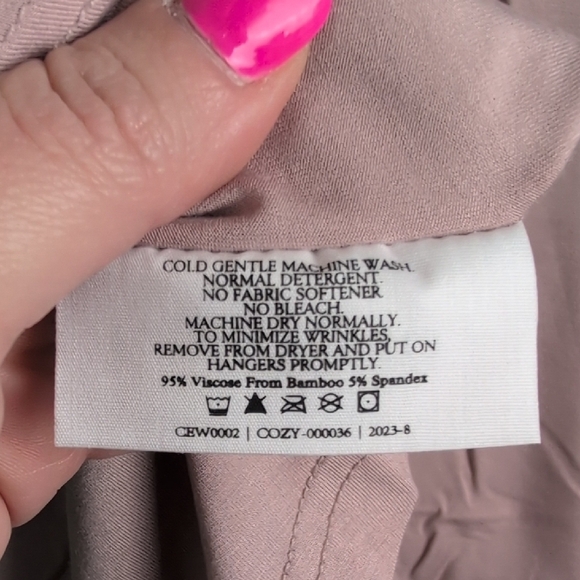 COLD GENTLE MACHINE WASH.
NORMAL DETERGENT.
NO FABRIC SOFTENER
NO BLEACH.
MACHINE DRY NORMALLY.
TO MINIMIZE WRINKLES,
REMOVE FROM DRYER AND PUT ON
HANGERS PROMPTLY.
95% Viscose From Bamboo 5% Spandex
CEW0002 | COZY-000036 | 2023-8